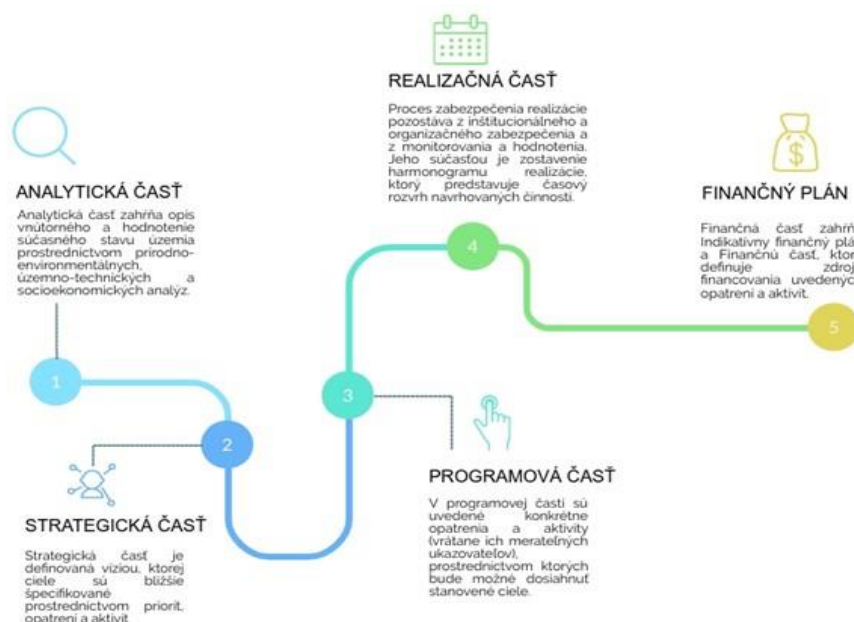 ANALYTICKÁ ČASŤ
Analytická časť zahŕňa opis
vnútorného a hodnotenie
súčasného stavu územia
prostredníctvom prírodno-
environmentálnych,
územno-technických a
socioekonomických analýz.
1
2
STRATEGICKÁ ČASŤ
Strategická časť je
definovaná víziou, ktorej
ciele sú bližšie
špecifikované
prostredníctvom priorít,
opatrení a aktivít
3
PROGRAMOVÁ ČASŤ
V programovej časti sú
uvedené konkrétne
opatrenia a aktivity
(vrátane ich merateľných
ukazovateľov),
prostredníctvom ktorých
bude možné dosiahnuť
stanovené ciele.
REALIZAČNÁ ČASŤ
Proces zabezpečenia realizácie
pozostáva z inštitucionálneho a
organizačného zabezpečenia a
z monitorovania a hodnotenia.
Jeho súčasťou je zostavenie
harmonogramu realizácie,
ktorý predstavuje časový
rozvrh navrhovaných činností.
4
$
FINANČNÝ PLÁN
Finančná časť zahŕň
Indikatívny finančný plá
a Finančnú časť, ktor
definuje zdroj
financovania uvedenýc
opatrení a aktivít.
5